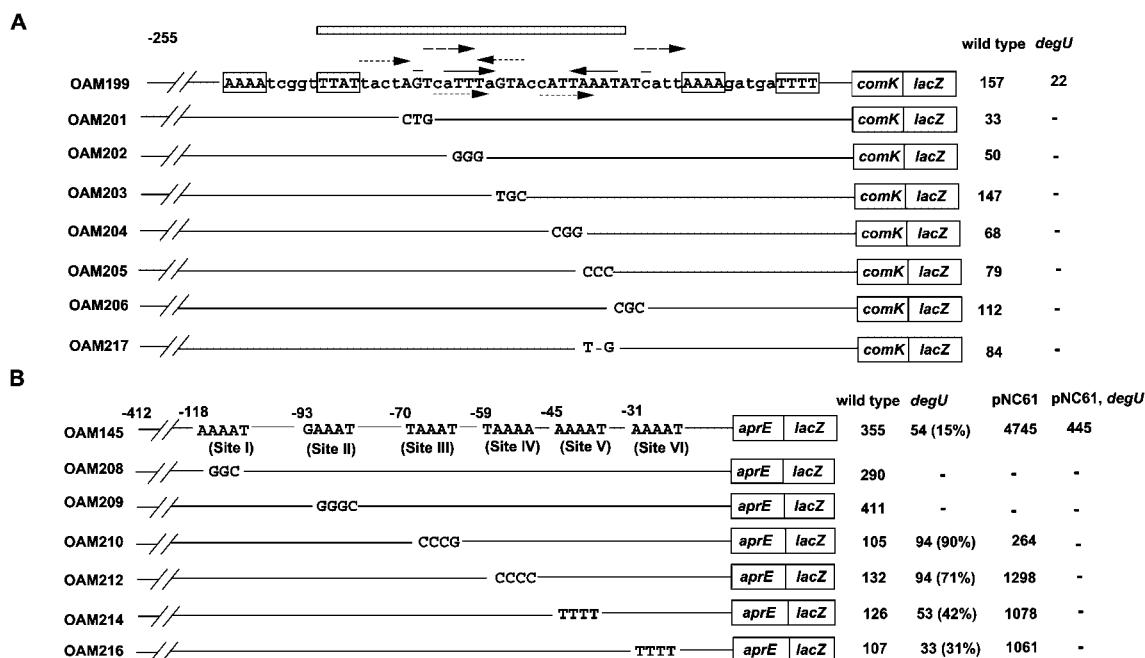 A
-255
wild type degU
OAM199 AAAAtcggtTTATtactAGTcaTTTaGTAccATTAAATATCattAAAAgatgaTTTT comK lacZ 157 22
OAM201 CTG comK lacZ 33 -
OAM202 GGG comK lacZ 50 -
OAM203 TGC comK lacZ 147 -
OAM204 CGG comK lacZ 68 -
OAM205 CCC comK lacZ 79 -
OAM206 CGC comK lacZ 112 -
OAM217 T-G comK lacZ 84 -
B
-412 -118 -93 -70 -59 -45 -31 wild type degU pNC61 pNC61, degU
OAM145 AAAAT GAAAT TAAAT TAAAA AAAAT AAAAT aprE lacZ 355 54 (15%) 4745 445
(Site I) (Site II) (Site III) (Site IV) (Site V) (Site VI)
OAM208 GGC aprE lacZ 290 - - -
OAM209 GGGC aprE lacZ 411 - - -
OAM210 CCCG aprE lacZ 105 94 (90%) 264 -
OAM212 CCCC aprE lacZ 132 94 (71%) 1298 -
OAM214 TTTT aprE lacZ 126 53 (42%) 1078 -
OAM216 TTTT aprE lacZ 107 33 (31%) 1061 -